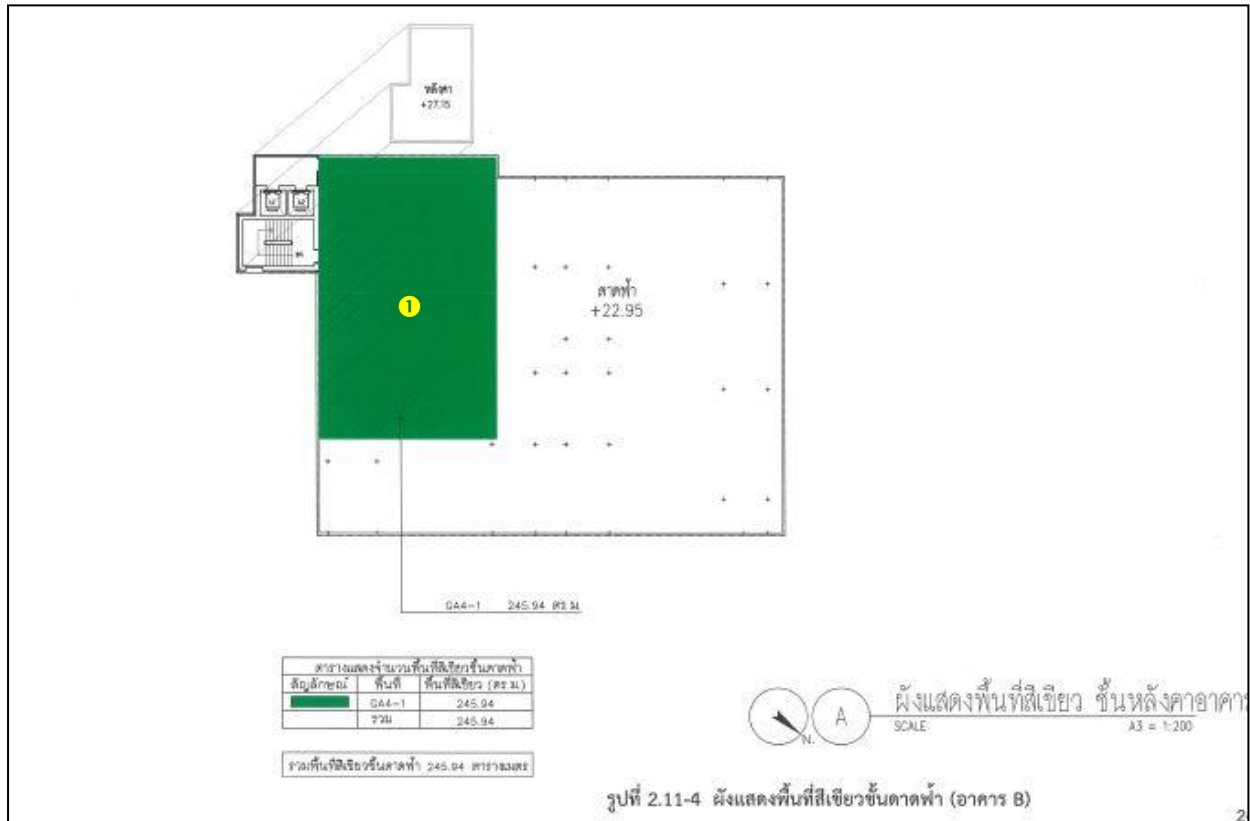 หลังคา
+27.15
❶
ดาดฟ้า
+22.95
GA4-1 245.94 ตร.ม.
ตารางแสดงจำนวนพื้นที่สีเขียวชั้นดาดฟ้า
สัญลักษณ์ พื้นที่ พื้นที่สีเขียว (ตร.ม.)
GA4-1 245.94
รวม 245.94
รวมพื้นที่สีเขียวชั้นดาดฟ้า 245.94 ตารางเมตร
N.
A
ผังแสดงพื้นที่สีเขียว ชั้นหลังคาอาคาร
SCALE A3 = 1:200
รูปที่ 2.11-4 ผังแสดงพื้นที่สีเขียวชั้นดาดฟ้า (อาคาร B)